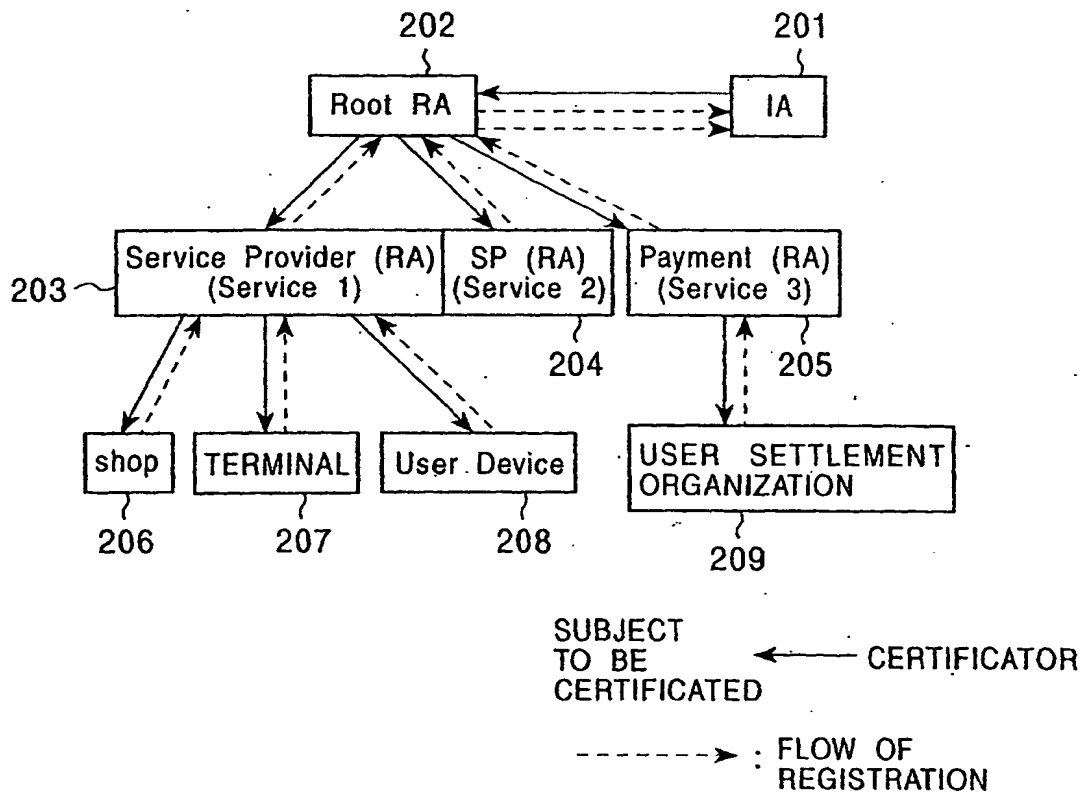 202
201
Root RA
IA
Service Provider (RA)
(Service 1)
SP (RA)
(Service 2)
Payment (RA)
(Service 3)
203
204
205
shop
TERMINAL
User Device
USER SETTLEMENT
ORGANIZATION
206
207
208
209
SUBJECT
TO BE
CERTIFICATED
CERTIFICATOR
: FLOW OF
REGISTRATION